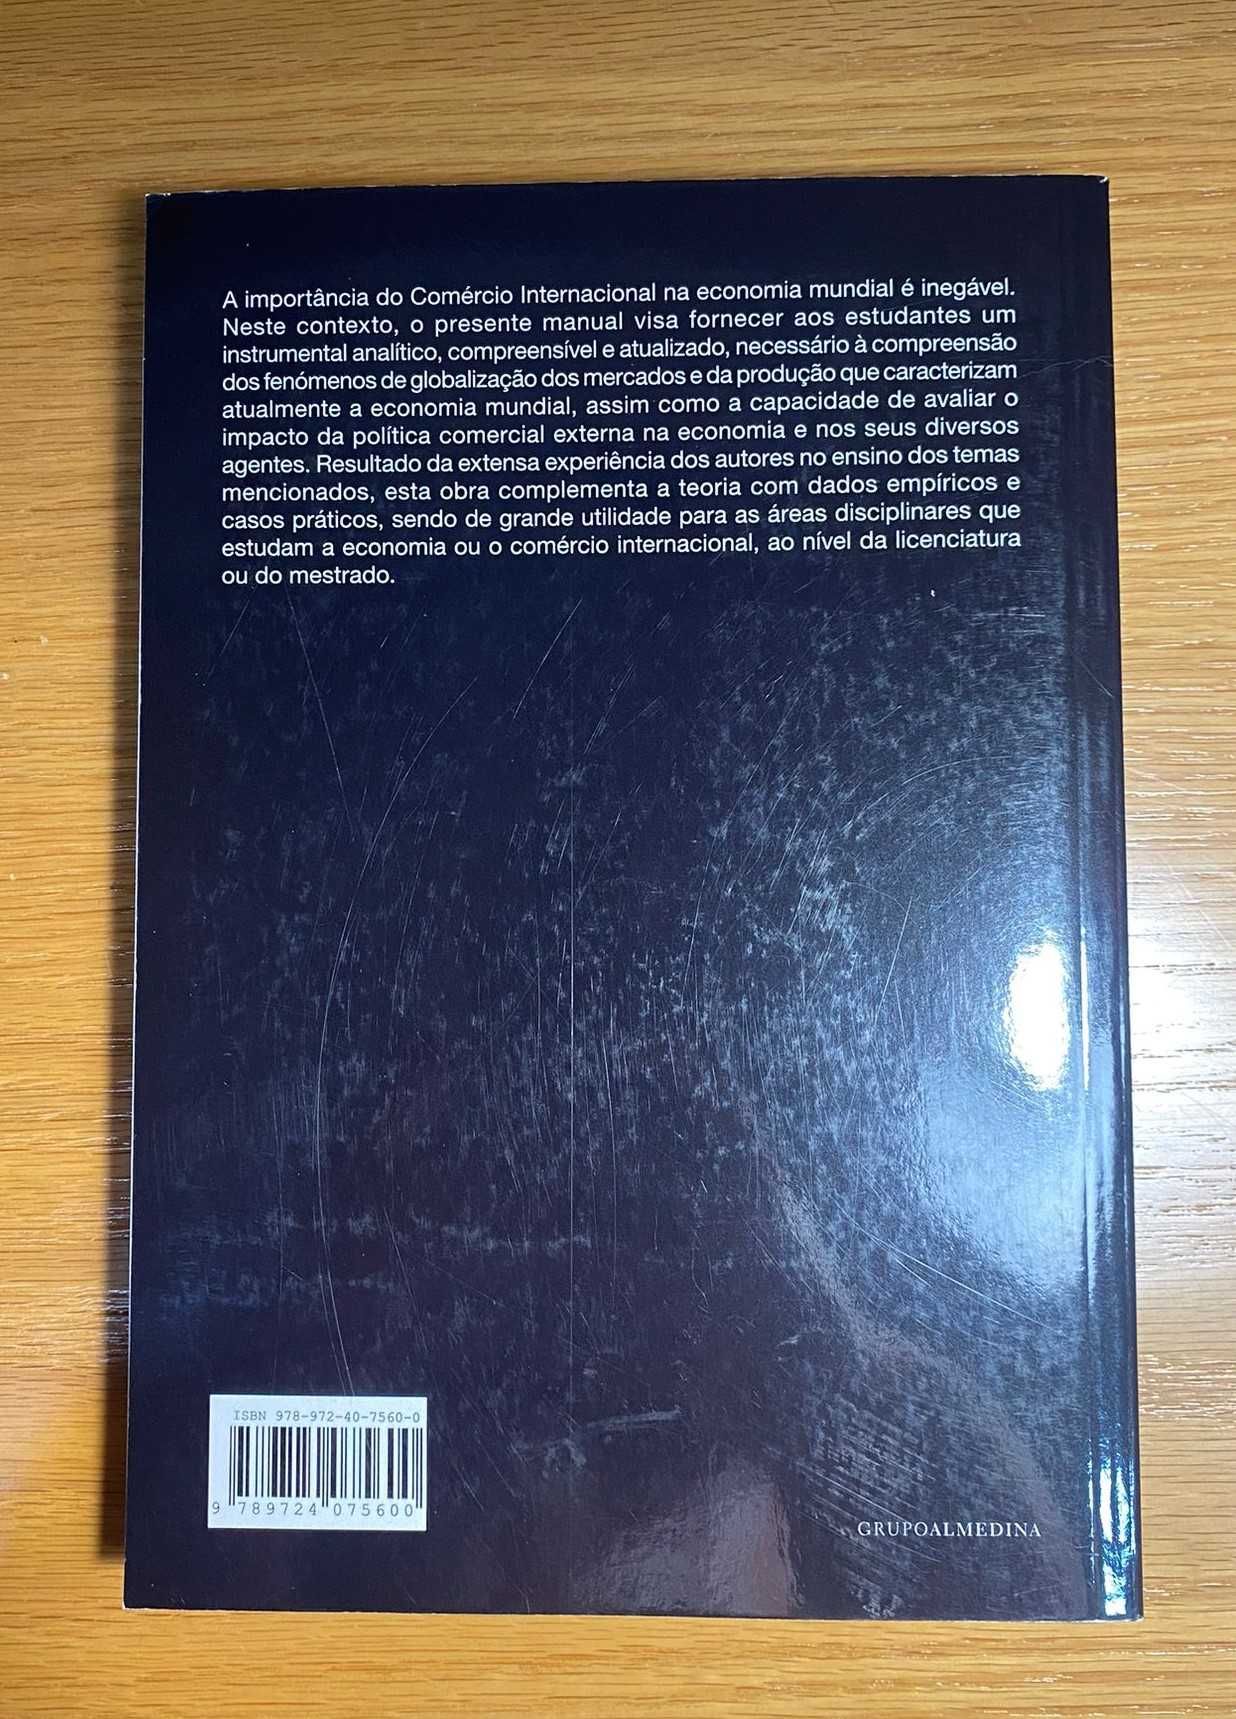 A importância do Comércio Internacional na economia mundial é inegável.
Neste contexto, o presente manual visa fornecer aos estudantes um
instrumental analítico, compreensível e atualizado, necessário à compreensão
dos fenómenos de globalização dos mercados e da produção que caracterizam
atualmente a economia mundial, assim como a capacidade de avaliar o
impacto da política comercial externa na economia e nos seus diversos
agentes. Resultado da extensa experiência dos autores no ensino dos temas
mencionados, esta obra complementa a teoria com dados empíricos e
casos práticos, sendo de grande utilidade para as áreas disciplinares que
estudam a economia ou o comércio internacional, ao nível da licenciatura
ou do mestrado.
ISBN 978-972-40-7560-0
9 789724 075600
GRUPOALMEDINA